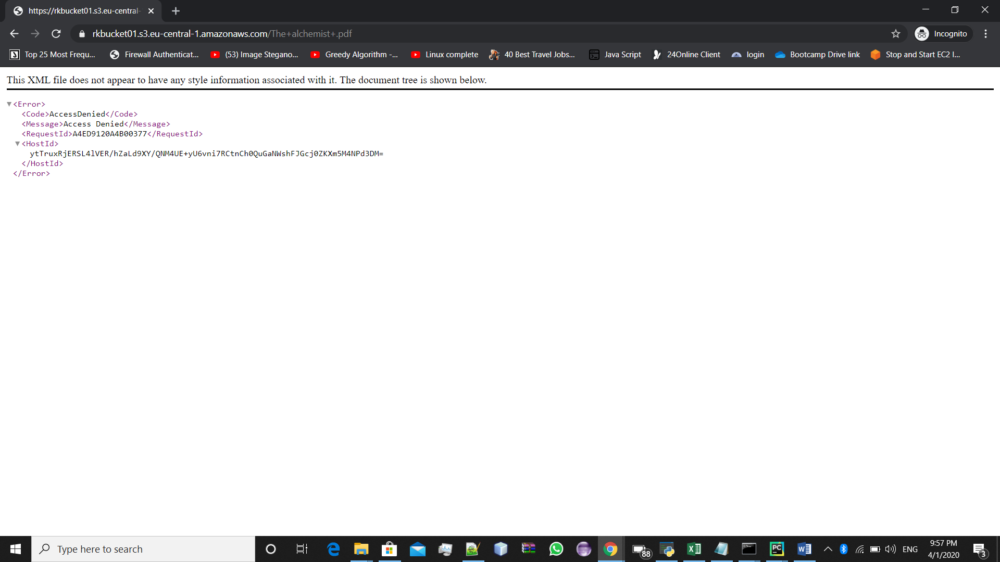 https://rkbucket01.s3.eu-central-
rkbucket01.s3.eu-central-1.amazonaws.com/The+alchemist+.pdf
Incognito
Top 25 Most Frequ... Firewall Authenticat... (53) Image Stegano... Greedy Algorithm -... Linux complete 40 Best Travel Jobs... Java Script 24Online Client login Bootcamp Drive link Stop and Start EC2 I...
This XML file does not appear to have any style information associated with it. The document tree is shown below.
▼<Error>
<Code>AccessDenied</Code>
<Message>Access Denied</Message>
<RequestId>A4ED9120A4B00377</RequestId>
▼<HostId>
ytTruxRjERSL4lVER/hZaLd9XY/QNM4UE+yU6vni7RCtnCh0QuGaNWshFJGcj0ZKXm5M4NPd3DM=
</HostId>
</Error>
Type here to search
88
ENG
9:57 PM
4/1/2020
3